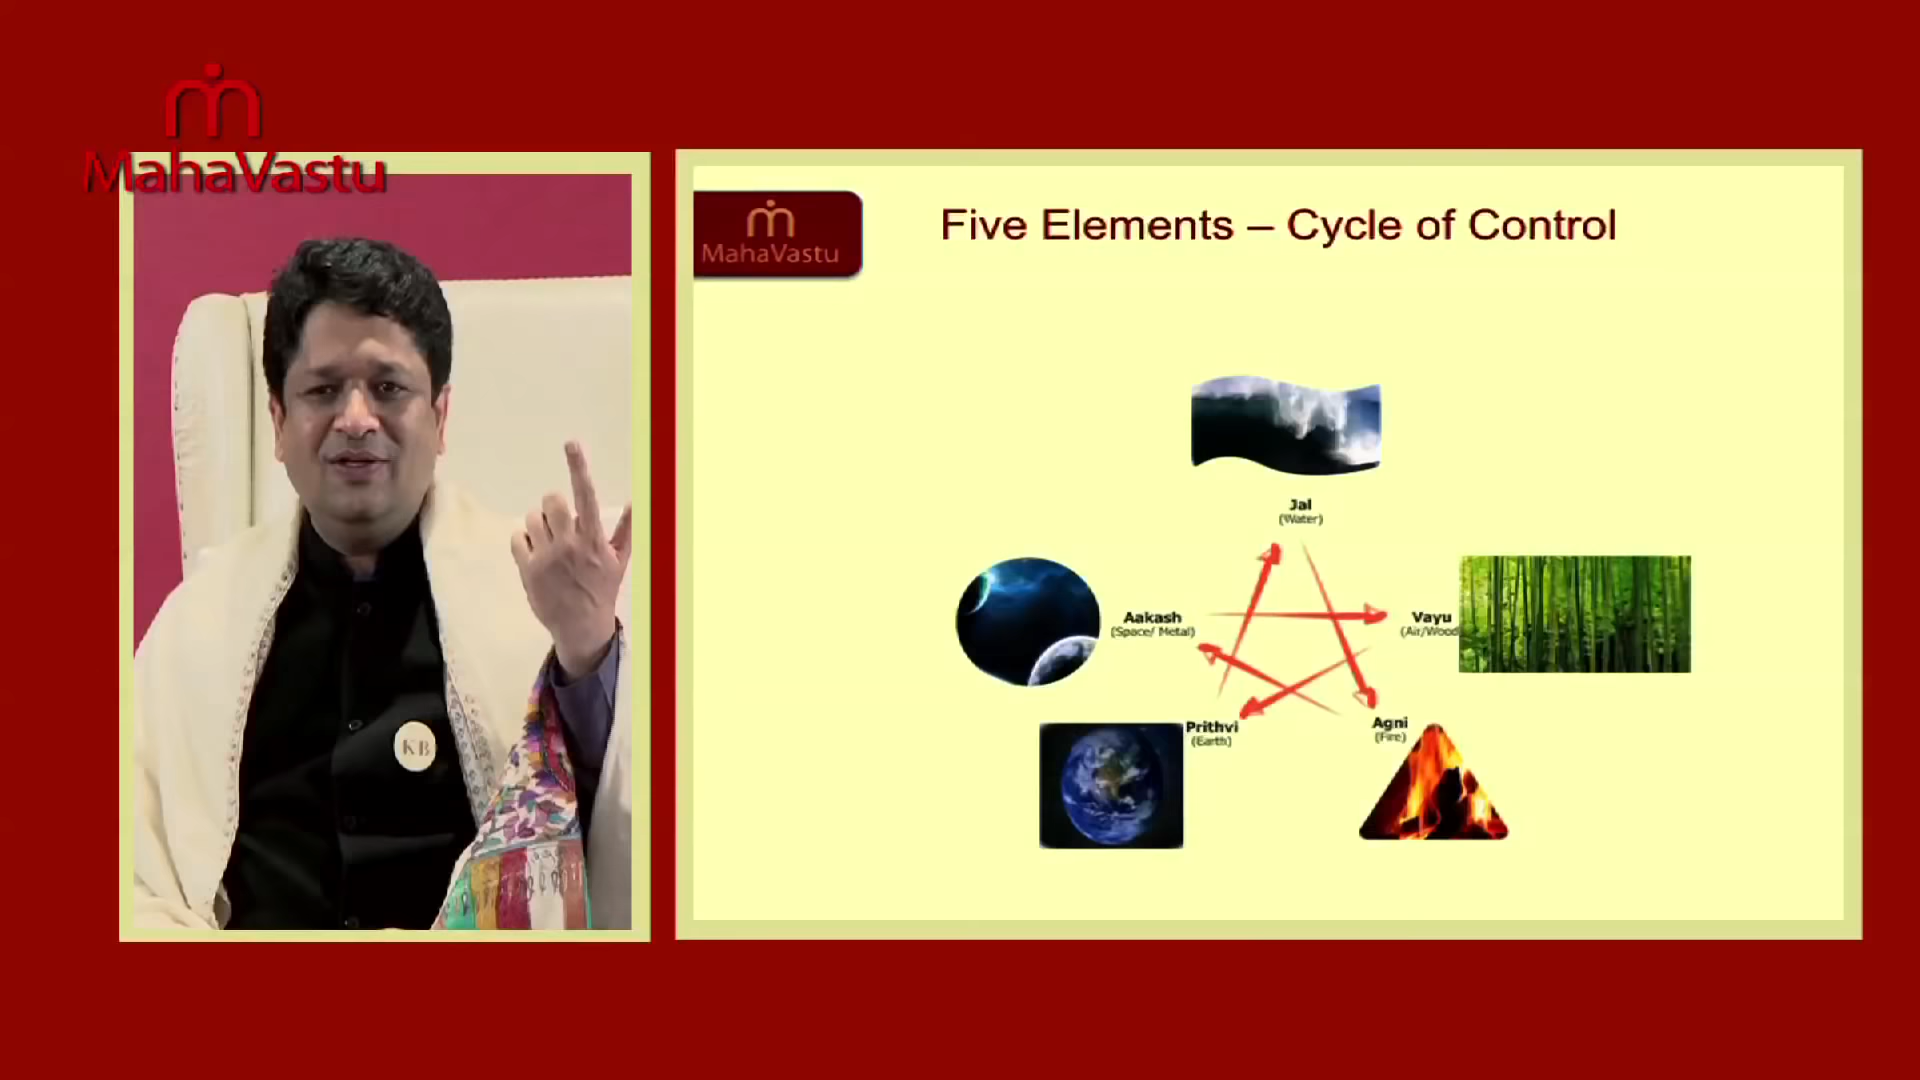 MahaVastu
MahaVastu
Five Elements – Cycle of Control
Jal
(Water)
Aakash
(Space/ Metal)
Vayu
(Air/Wood
Prithvi
(Earth)
Agni
(Fire)
KB